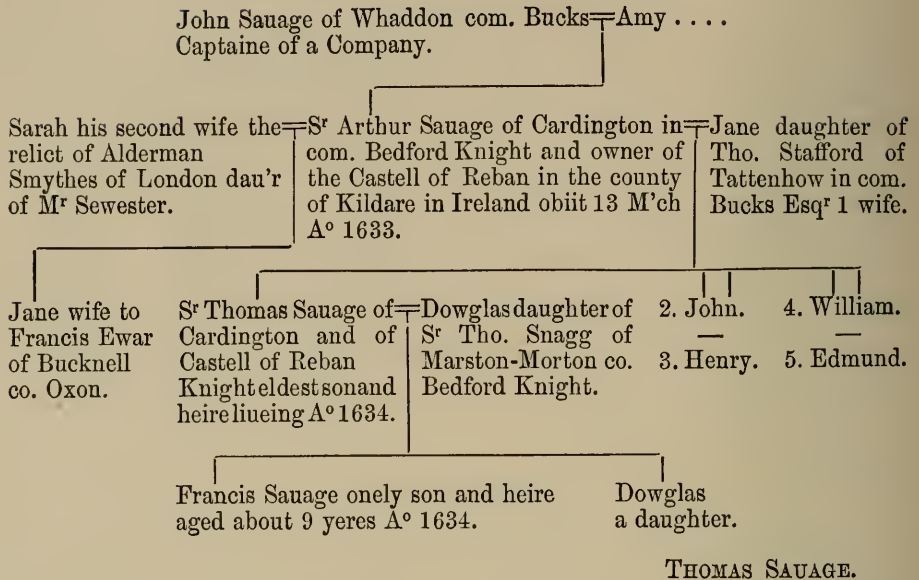 John Sauage of Whaddon com. Bucks=Amy . . . .
Captaine of a Company.
Sarah his second wife the
relict of Alderman
Smythes of London dau'r
of Mr Sewester.
Sr Arthur Sauage of Cardington in
com. Bedford Knight and owner of
the Castell of Reban in the county
of Kildare in Ireland obiit 13 M'ch
Ao 1633.
Jane daughter of
Tho. Stafford of
Tattenhow in com.
Bucks Esqr 1 wife.
Jane wife to
Francis Ewar
of Bucknell
co. Oxon.
Sr Thomas Sauage of
Cardington and of
Castell of Reban
Knight eldest son and
heire liueing Ao 1634.
Dowglas daughter of
Sr Tho. Snagg of
Marston-Morton co.
Bedford Knight.
2. John.
—
3. Henry.
4. William.
—
5. Edmund.
Francis Sauage onely son and heire
aged about 9 yeres Ao 1634.
Dowglas
a daughter.
THOMAS SAUAGE.